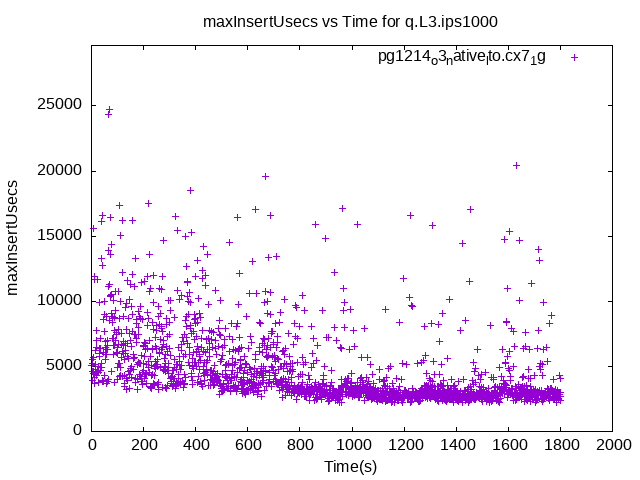 maxInsertUsecs vs Time for q.L3.ips1000
pg1214o3native_lto.cx71g
25000
20000
15000
10000
5000
0
maxInsertUsecs
0 200 400 600 800 1000 1200 1400 1600 1800 2000
Time(s)